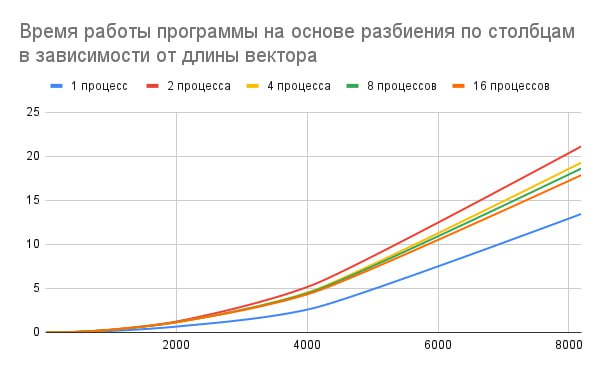 Время работы программы на основе разбиения по столбцам
в зависимости от длины вектора
1 процесс 2 процесса 4 процесса 8 процессов 16 процессов
25
20
15
10
5
0
2000 4000 6000 8000